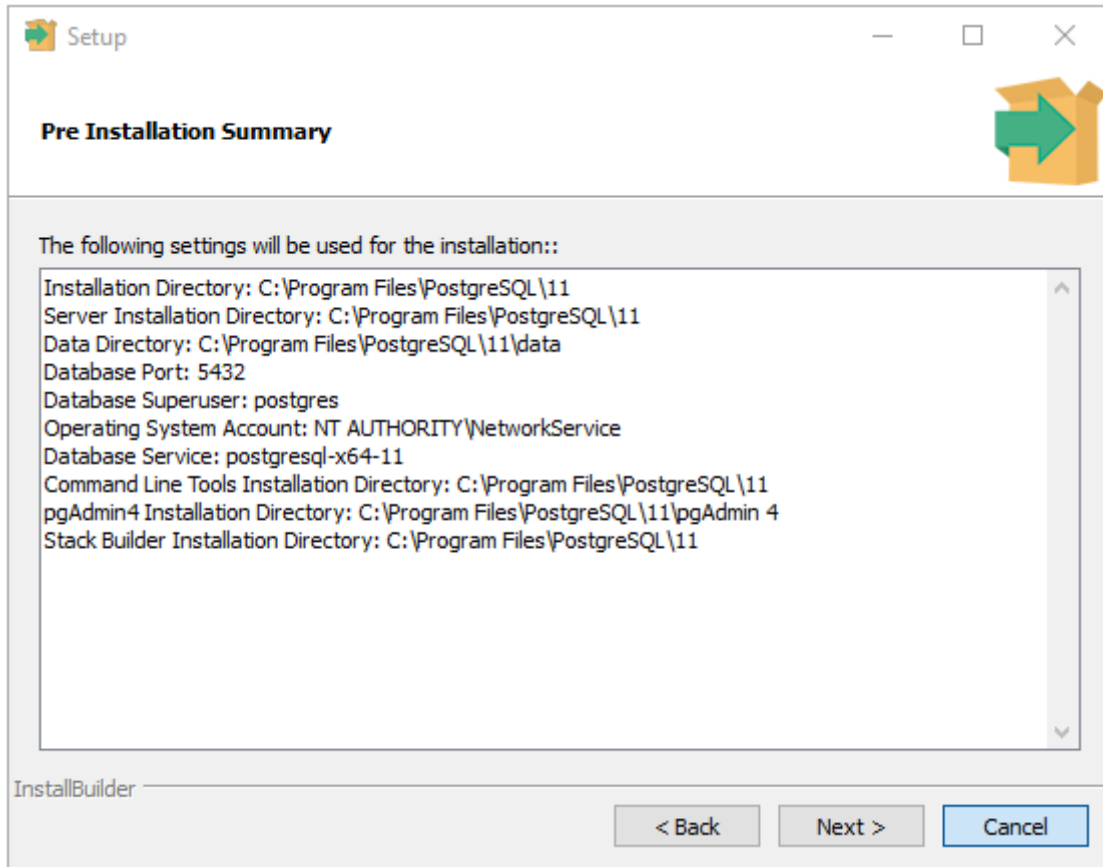 Setup
Pre Installation Summary
The following settings will be used for the installation::
Installation Directory: C:\Program Files\PostgreSQL\11
Server Installation Directory: C:\Program Files\PostgreSQL\11
Data Directory: C:\Program Files\PostgreSQL\11\data
Database Port: 5432
Database Superuser: postgres
Operating System Account: NT AUTHORITY\NetworkService
Database Service: postgresql-x64-11
Command Line Tools Installation Directory: C:\Program Files\PostgreSQL\11
pgAdmin4 Installation Directory: C:\Program Files\PostgreSQL\11\pgAdmin 4
Stack Builder Installation Directory: C:\Program Files\PostgreSQL\11
InstallBuilder
< Back Next > Cancel